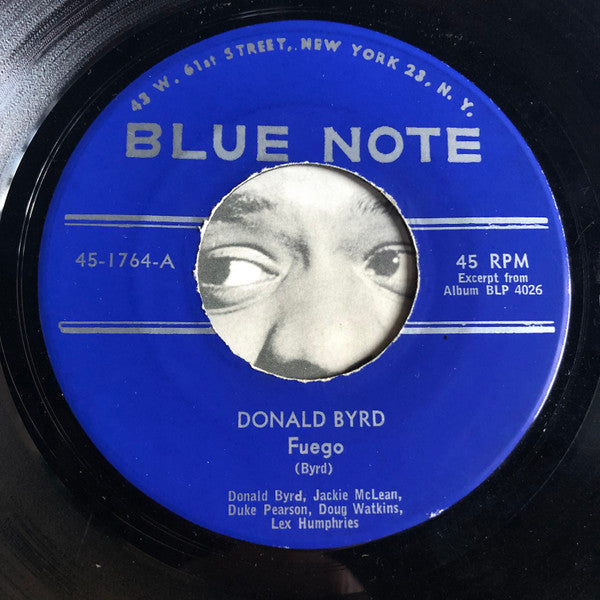 43 W. 61st STREET, NEW YORK 23, N.Y.
BLUE NOTE
45-1764-A
45 RPM
Excerpt from
Album BLP 4026
DONALD BYRD
Fuego
(Byrd)
Donald Byrd, Jackie McLean,
Duke Pearson, Doug Watkins,
Lex Humphries